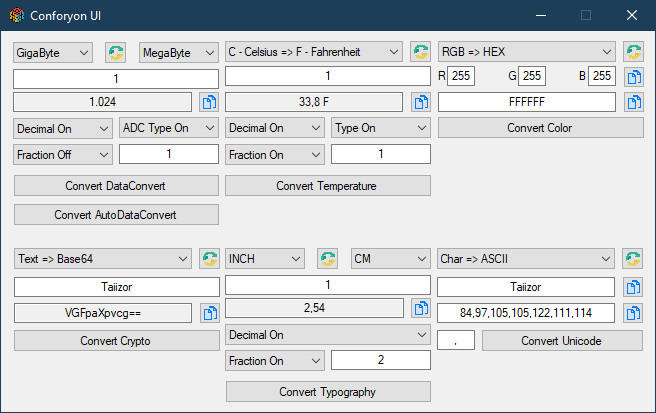 Conforyon UI
GigaByte MegaByte
1
1.024
Decimal On ADC Type On
Fraction Off 1
Convert DataConvert
Convert AutoDataConvert
C - Celsius => F - Fahrenheit
1
33,8 F
Decimal On Type On
Fraction On 1
Convert Temperature
RGB => HEX
R 255 G 255 B 255
FFFFFF
Convert Color
Text => Base64
Taiizor
VGFpaXpvcg==
Convert Crypto
INCH CM
1
2,54
Decimal On
Fraction On 2
Convert Typography
Char => ASCII
Taiizor
84,97,105,105,122,111,114
, Convert Unicode